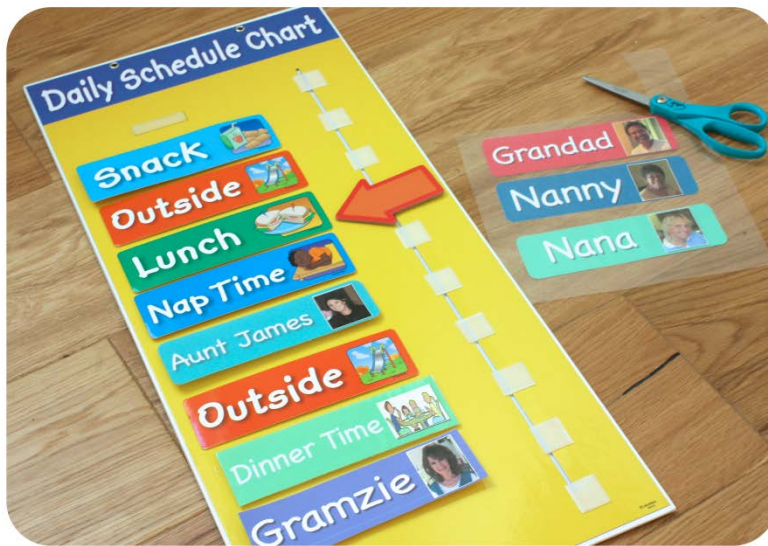 Daily Schedule Chart
Snack
Outside
Lunch
Nap Time
Aunt James
Outside
Dinner Time
Gramzie
Grandad
Nanny
Nana